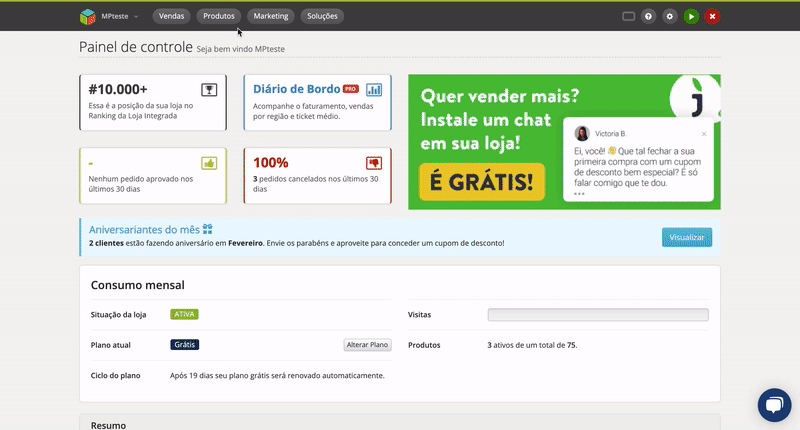 MPteste
Vendas
Produtos
Marketing
Soluções
Painel de controle Seja bem vindo MPteste
#10.000+
Essa é a posição da sua loja no
Ranking da Loja Integrada
Diário de Bordo PRO
Acompanhe o faturamento, vendas
por região e ticket médio.
-
Nenhum pedido aprovado nos
últimos 30 dias
100%
3 pedidos cancelados nos últimos 30
dias
Quer vender mais?
Instale um chat
em sua loja!
É GRÁTIS!
Victoria B.
Ei, você! 👋 Que tal fechar a sua
primeira compra com um cupom
de desconto bem especial? É só
falar comigo que te dou.
Aniversariantes do mês
2 clientes estão fazendo aniversário em Fevereiro. Envie os parabéns e aproveite para conceder um cupom de desconto!
Visualizar
Consumo mensal
Situação da loja ATIVA
Visitas
Plano atual Grátis Alterar Plano
Produtos 3 ativos de um total de 75.
Ciclo do plano Após 19 dias seu plano grátis será renovado automaticamente.
Resumo